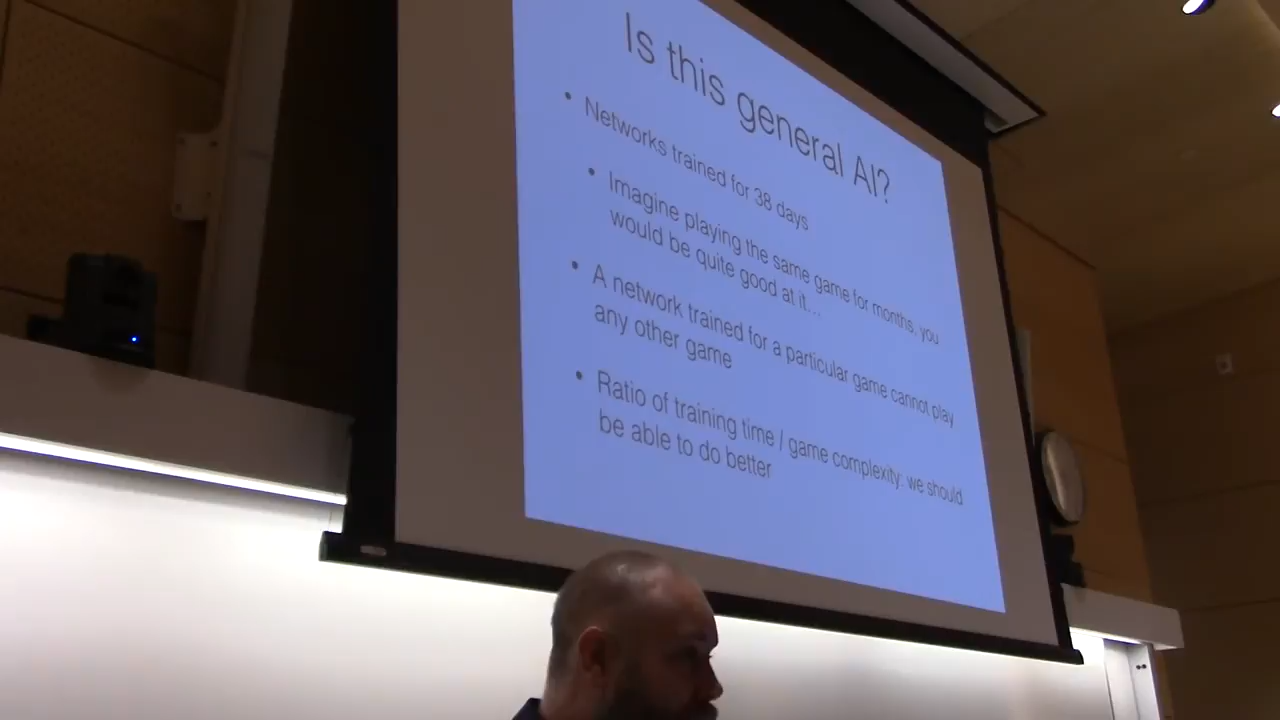 Is this general AI?
• Networks trained for 38 days
• Imagine playing the same game for months, you
would be quite good at it...
• A network trained for a particular game cannot play
any other game
• Ratio of training time / game complexity: we should
be able to do better